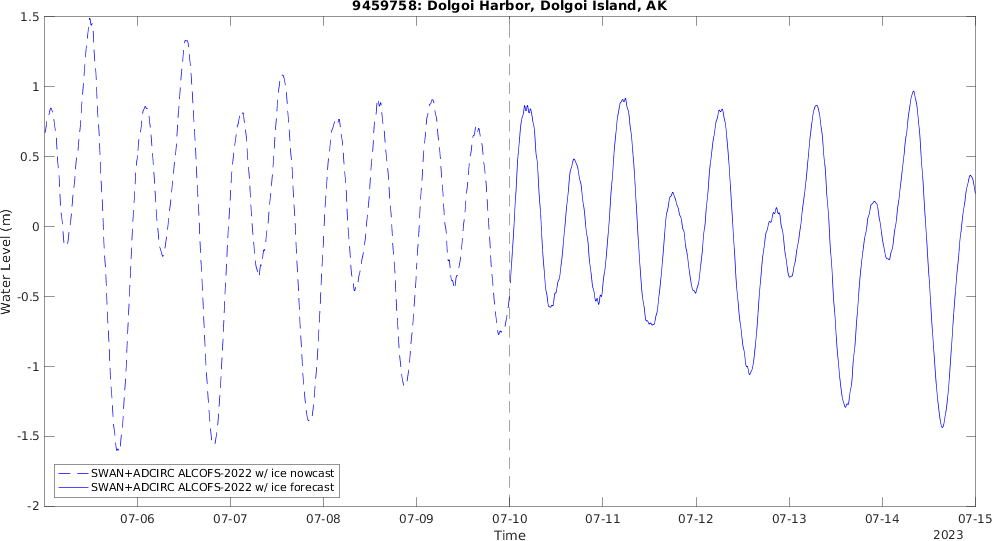 9459758: Dolgoi Harbor, Dolgoi Island, AK
1.5
1
0.5
0
-0.5
-1
-1.5
-2
Water Level (m)
SWAN+ADCIRC ALCOFS-2022 w/ ice nowcast
SWAN+ADCIRC ALCOFS-2022 w/ ice forecast
07-06 07-07 07-08 07-09 07-10 07-11 07-12 07-13 07-14 07-15
Time
2023